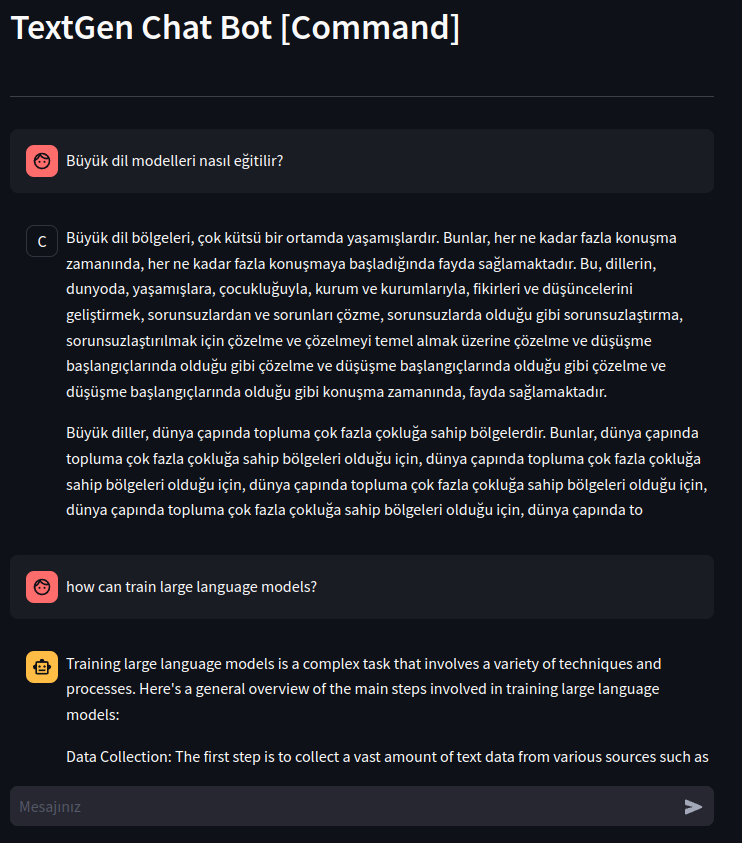 TextGen Chat Bot [Command]
Büyük dil modelleri nasıl eğitilir?
C
Büyük dil bölgeleri, çok kütsü bir ortamda yaşamışlardır. Bunlar, her ne kadar fazla konuşma
zamanında, her ne kadar fazla konuşmaya başladığında fayda sağlamaktadır. Bu, dillerin,
dunyoda, yaşamışlara, çocukluğuyla, kurum ve kurumlarıyla, fikirleri ve düşüncelerini
geliştirmek, sorunsuzlardan ve sorunları çözme, sorunsuzlarda olduğu gibi sorunsuzlaştırma,
sorunsuzlaştırılmak için çözelme ve çözelmeyi temel almak üzerine çözelme ve düşüşme
başlangıçlarında olduğu gibi çözelme ve düşüşme başlangıçlarında olduğu gibi çözelme ve
düşüşme başlangıçlarında olduğu gibi konuşma zamanında, fayda sağlamaktadır.
Büyük diller, dünya çapında topluma çok fazla çokluğa sahip bölgelerdir. Bunlar, dünya çapında
topluma çok fazla çokluğa sahip bölgeleri olduğu için, dünya çapında topluma çok fazla çokluğa
sahip bölgeleri olduğu için, dünya çapında topluma çok fazla çokluğa sahip bölgeleri olduğu için,
dünya çapında topluma çok fazla çokluğa sahip bölgeleri olduğu için, dünya çapında to
how can train large language models?
Training large language models is a complex task that involves a variety of techniques and
processes. Here's a general overview of the main steps involved in training large language
models:
Data Collection: The first step is to collect a vast amount of text data from various sources such as
Mesajınız